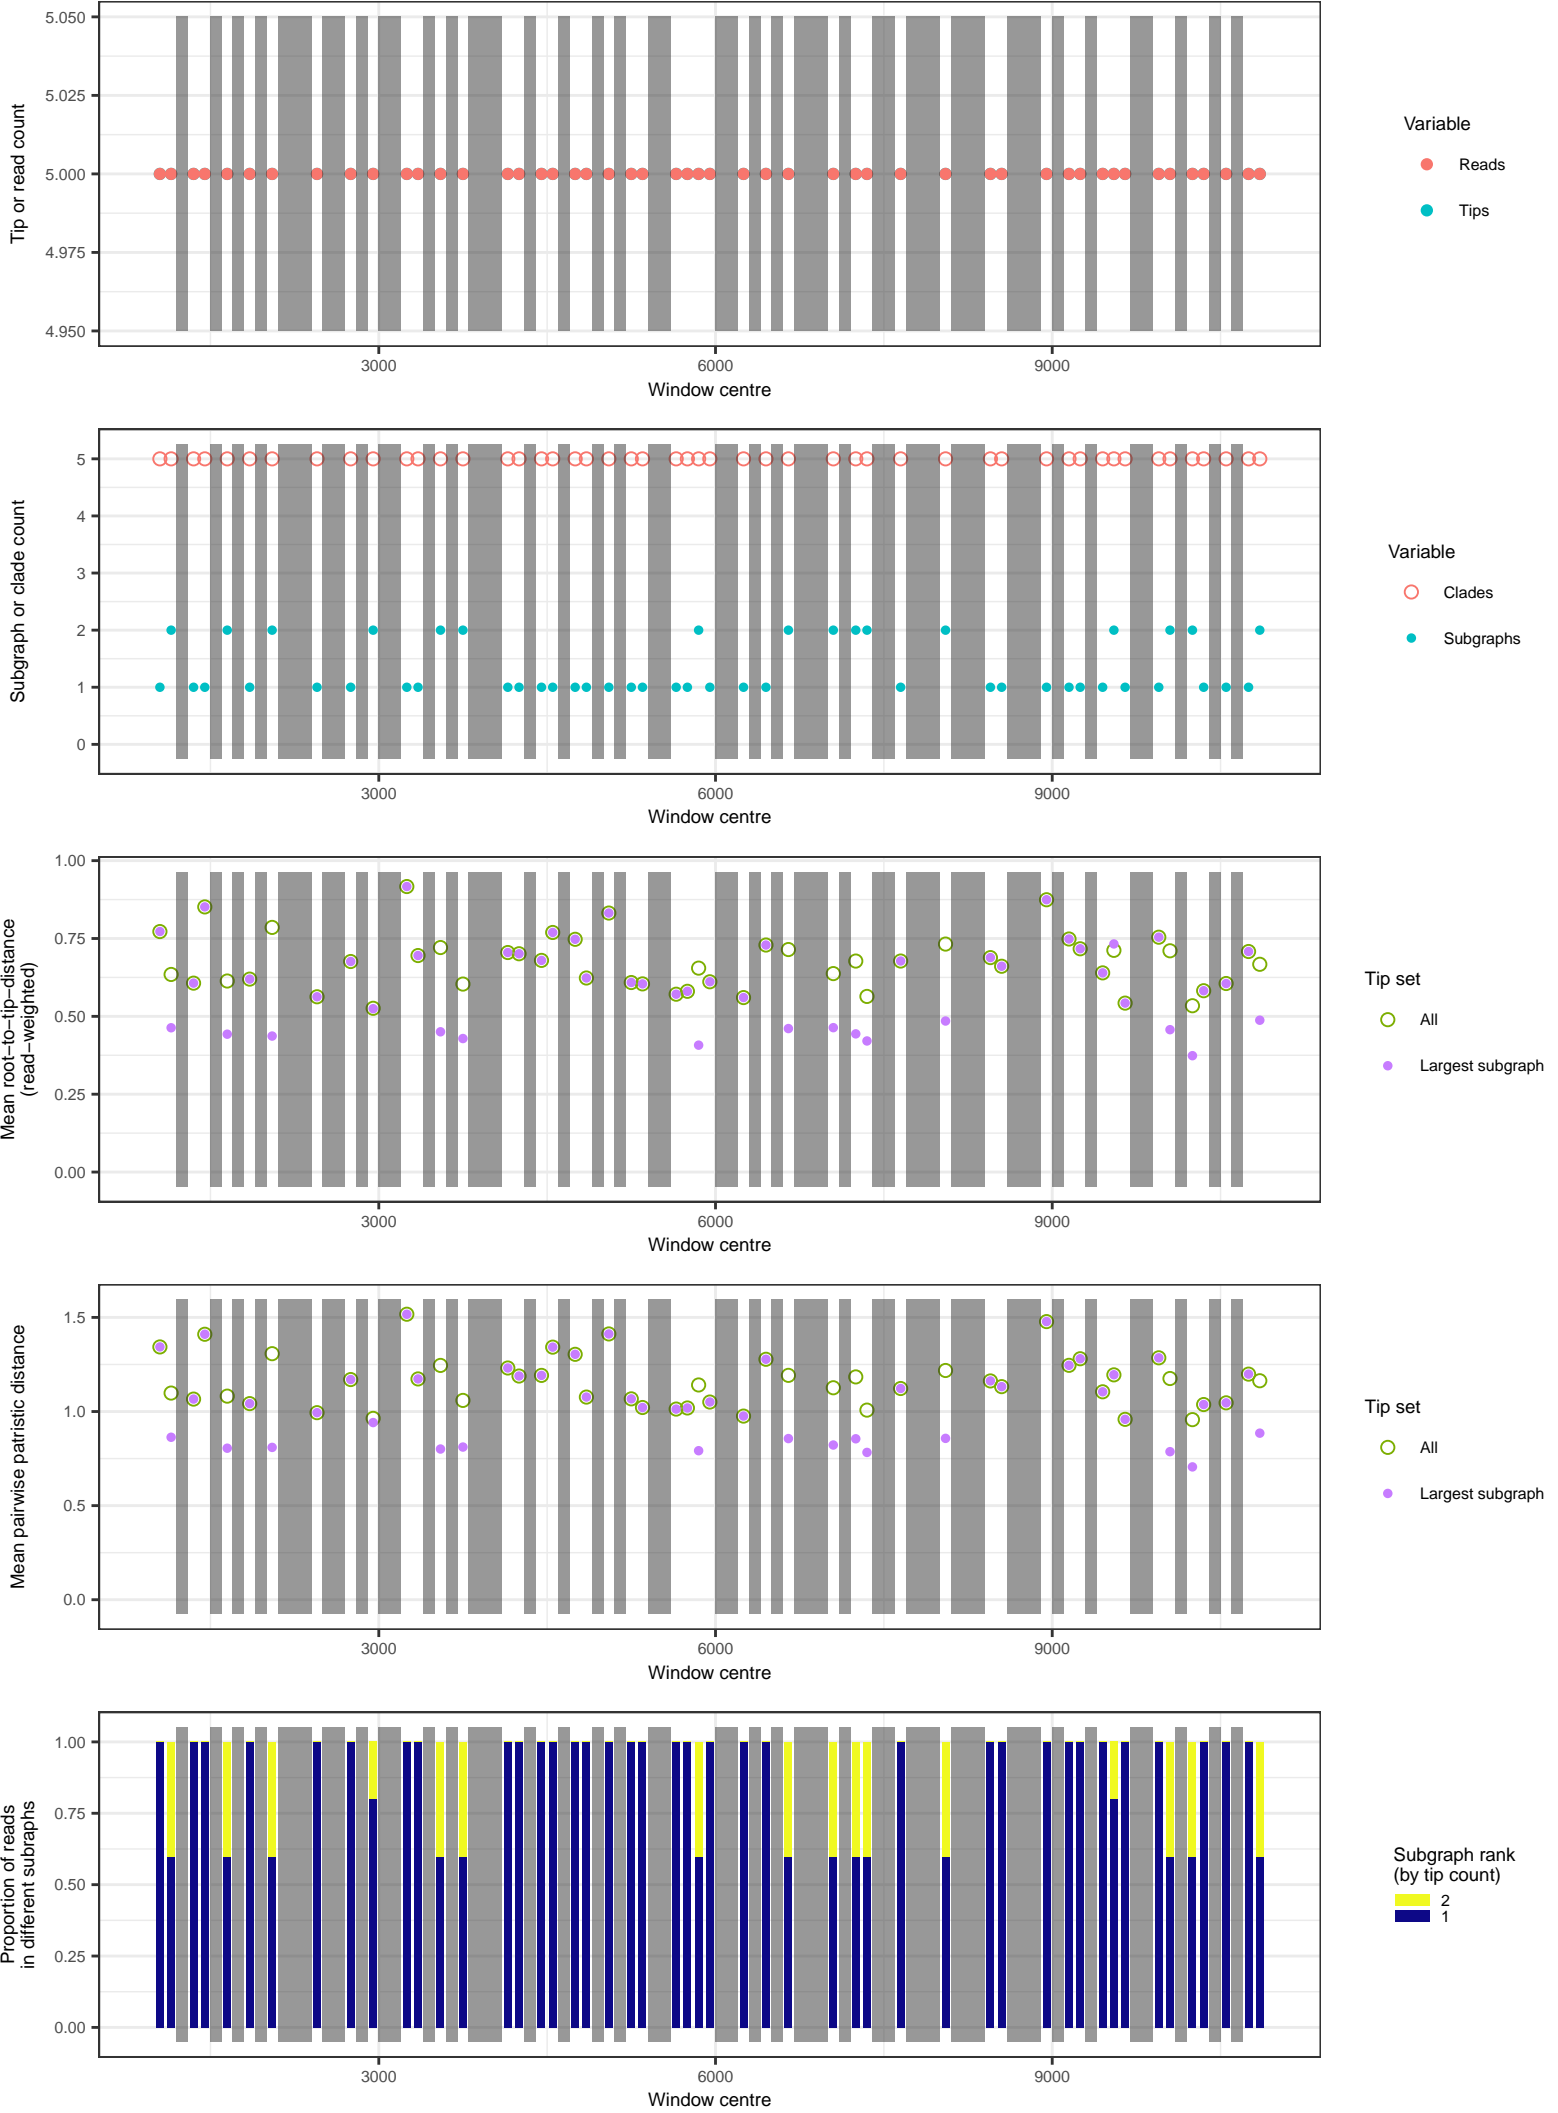 5.050
5.025
5.000
4.975
4.950
Tip or read count
3000 6000 9000
Window centre
Variable
Reads
Tips
5
4
3
2
1
0
Subgraph or clade count
3000 6000 9000
Window centre
Variable
Clades
Subgraphs
1.00
0.75
0.50
0.25
0.00
Mean root−to−tip−distance
(read−weighted)
3000 6000 9000
Window centre
Tip set
All
Largest subgraph
1.5
1.0
0.5
0.0
Mean pairwise patristic distance
3000 6000 9000
Window centre
Tip set
All
Largest subgraph
1.00
0.75
0.50
0.25
0.00
Proportion of reads
in different subraphs
3000 6000 9000
Window centre
Subgraph rank
(by tip count)
2
1